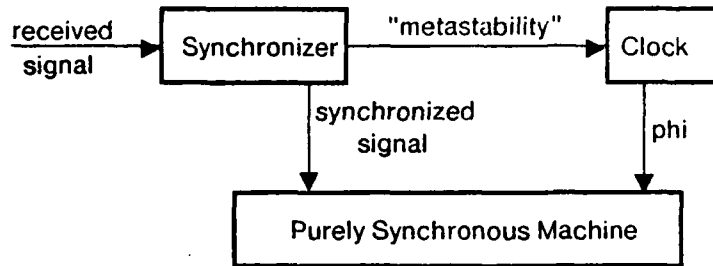 received
signal
Synchronizer
"metastability"
Clock
synchronized
signal
phi
Purely Synchronous Machine